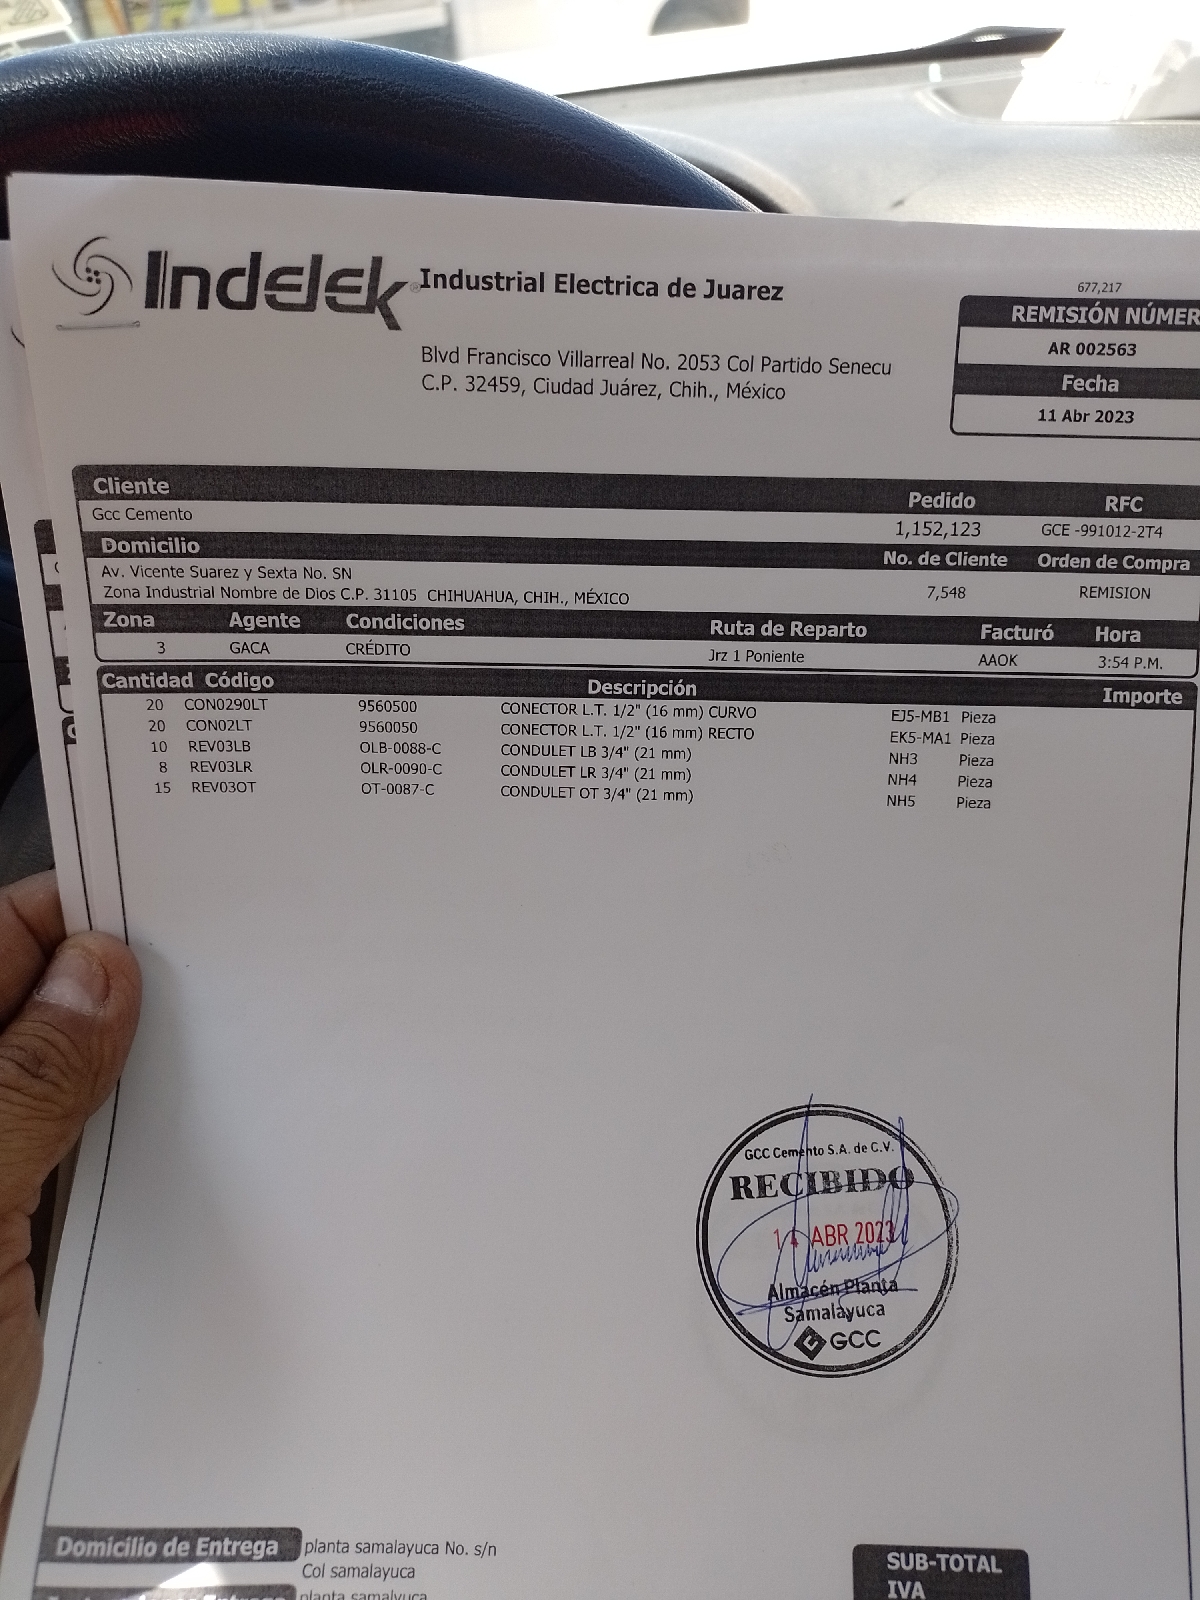 Indelek
Industrial Electrica de Juarez
677,217
REMISIÓN NÚMER
AR 002563
Blvd Francisco Villarreal No. 2053 Col Partido Senecu
C.P. 32459, Ciudad Juárez, Chih., México
Fecha
11 Abr 2023
Cliente Pedido RFC
Gcc Cemento 1,152,123 GCE -991012-2T4
Domicilio No. de Cliente Orden de Compra
Av. Vicente Suarez y Sexta No. SN
Zona Industrial Nombre de Dios C.P. 31105 CHIHUAHUA, CHIH., MÉXICO 7,548 REMISION
Zona Agente Condiciones Ruta de Reparto Facturó Hora
3 GACA CRÉDITO Jrz 1 Poniente AAOK 3:54 P.M.
Cantidad Código Descripción Importe
20 CON0290LT 9560500 CONECTOR L.T. 1/2" (16 mm) CURVO EJ5-MB1 Pieza
20 CON02LT 9560050 CONECTOR L.T. 1/2" (16 mm) RECTO EK5-MA1 Pieza
10 REV03LB OLB-0088-C CONDULET LB 3/4" (21 mm) NH3 Pieza
8 REV03LR OLR-0090-C CONDULET LR 3/4" (21 mm) NH4 Pieza
15 REV03OT OT-0087-C CONDULET OT 3/4" (21 mm) NH5 Pieza
GCC Cemento S.A. de C.V.
RECIBIDO
14 ABR 2023
Almacén Planta
Samalayuca
GCC
Domicilio de Entrega planta samalayuca No. s/n
Col samalayuca
planta samalyuca
SUB-TOTAL
IVA